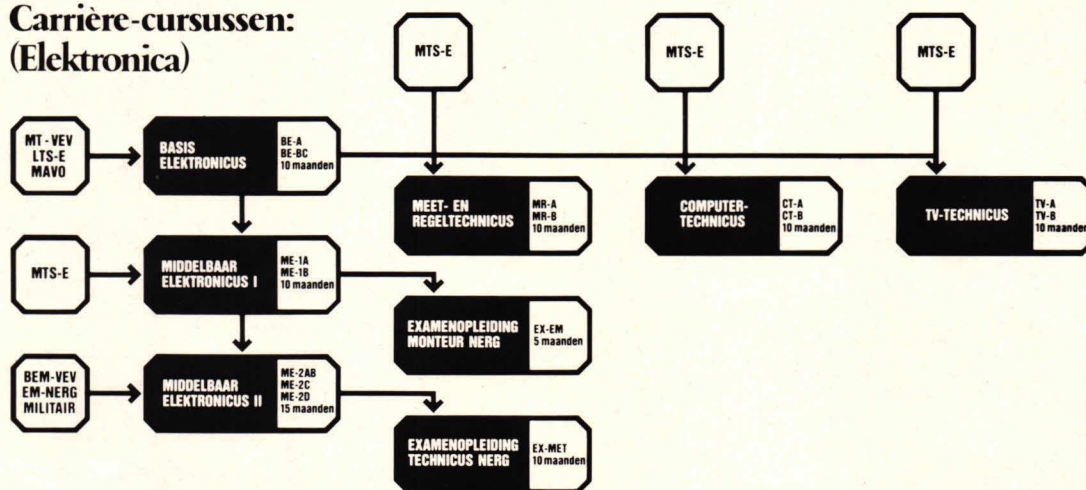 Carrière-cursussen:
(Elektronica)
MTS-E
MTS-E
MTS-E
MT-VEV
LTS-E
MAVO
BASIS
ELEKTRONICUS
BE-A
BE-BC
10 maanden
MEET- EN
REGELTECHNICUS
MR-A
MR-B
10 maanden
COMPUTER-
TECHNICUS
CT-A
CT-B
10 maanden
TV-TECHNICUS
TV-A
TV-B
10 maanden
MTS-E
MIDDELBAAR
ELEKTRONICUS I
ME-1A
ME-1B
10 maanden
EXAMENOPLEIDING
MONTEUR NERG
EX-EM
5 maanden
BEM-VEV
EM-NERG
MILITAIR
MIDDELBAAR
ELEKTRONICUS II
ME-2AB
ME-2C
ME-2D
15 maanden
EXAMENOPLEIDING
TECHNICUS NERG
EX-MET
10 maanden